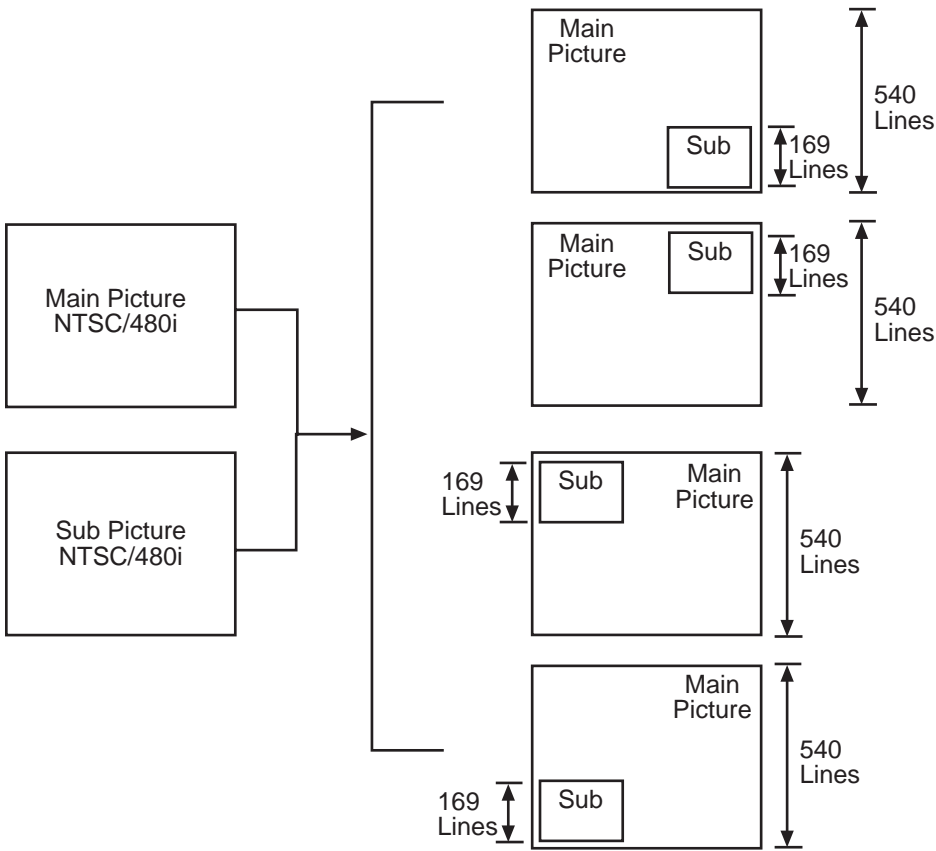 Main Picture
NTSC/480i
Sub Picture
NTSC/480i
Main
Picture
Sub
169
Lines
540
Lines
Main
Picture
Sub
169
Lines
540
Lines
169
Lines
Sub
Main
Picture
540
Lines
Main
Picture
169
Lines
Sub
540
Lines